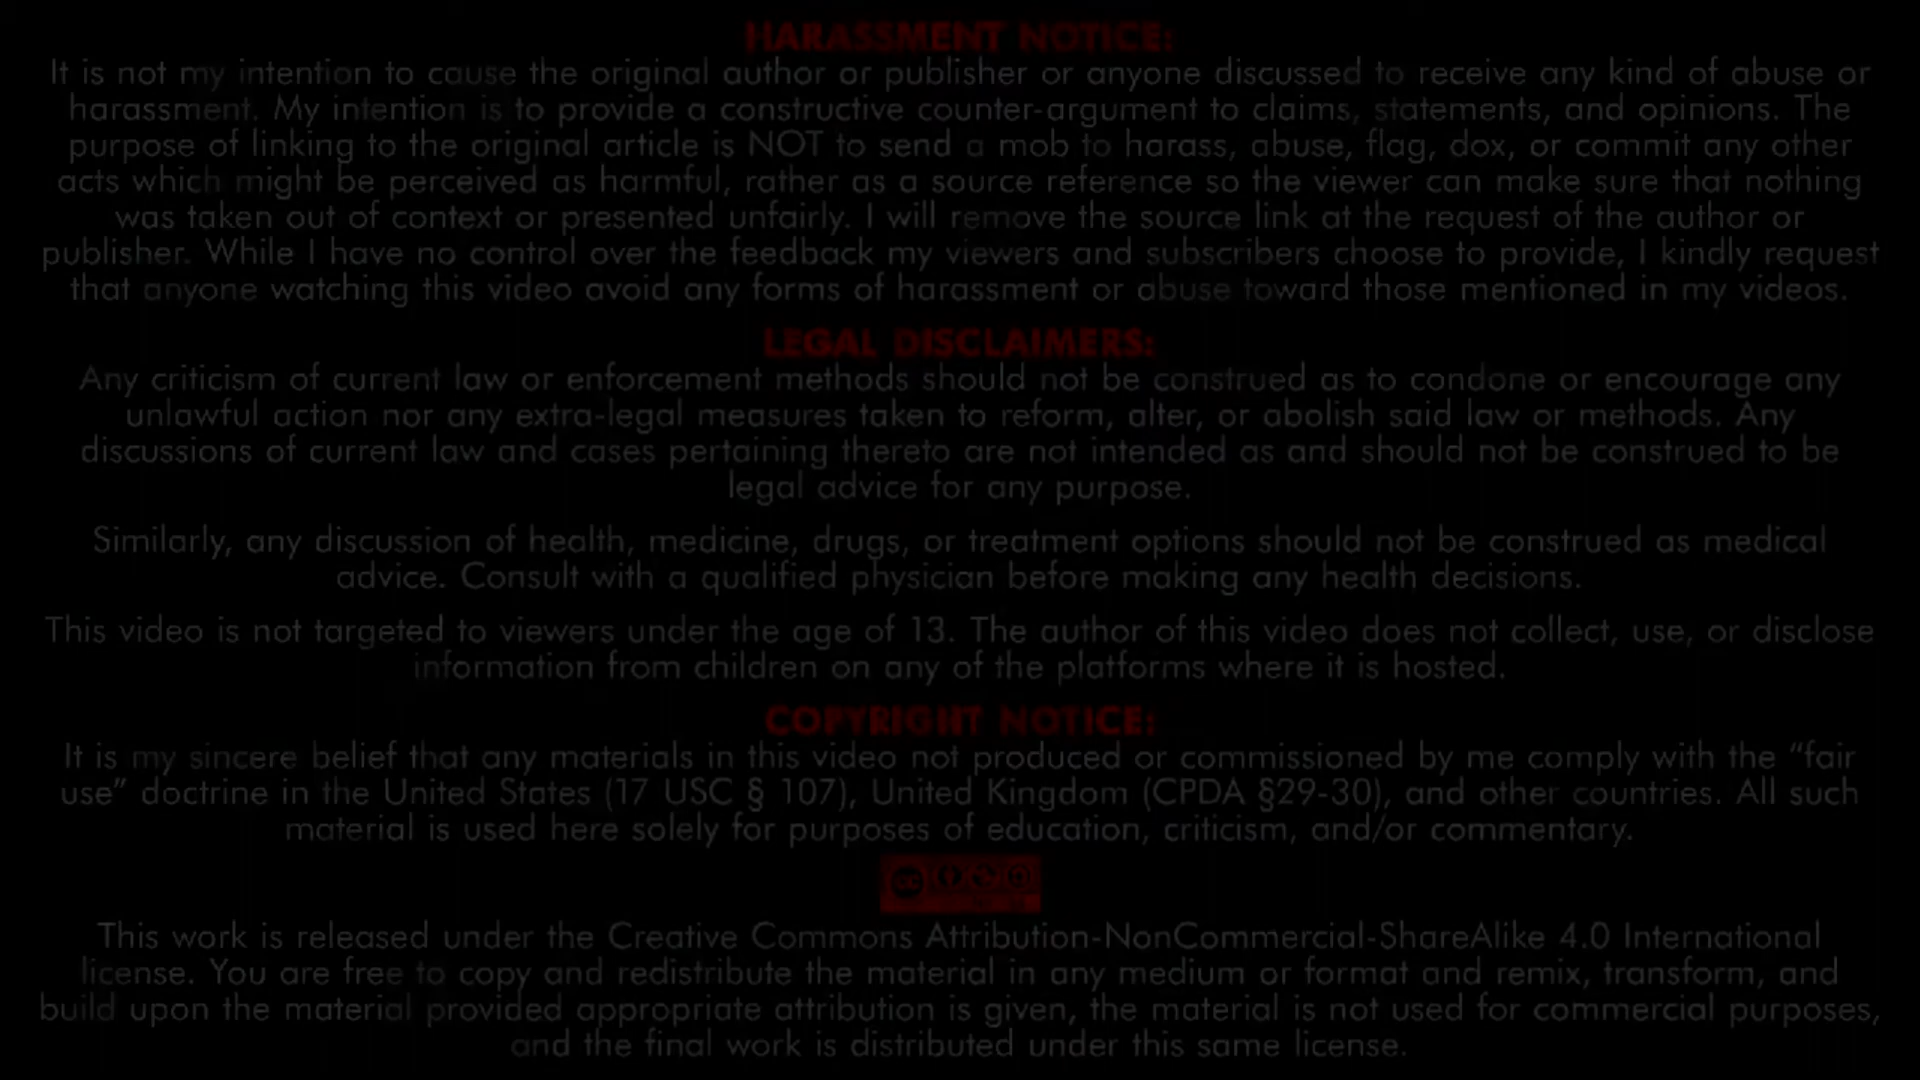 HARASSMENT NOTICE:
It is not my intention to cause the original author or publisher or anyone discussed to receive any kind of abuse or
harassment. My intention is to provide a constructive counter-argument to claims, statements, and opinions. The
purpose of linking to the original article is NOT to send a mob to harass, abuse, flag, dox, or commit any other
acts which might be perceived as harmful, rather as a source reference so the viewer can make sure that nothing
was taken out of context or presented unfairly. I will remove the source link at the request of the author or
publisher. While I have no control over the feedback my viewers and subscribers choose to provide, I kindly request
that anyone watching this video avoid any forms of harassment or abuse toward those mentioned in my videos.
LEGAL DISCLAIMERS:
Any criticism of current law or enforcement methods should not be construed as to condone or encourage any
unlawful action nor any extra-legal measures taken to reform, alter, or abolish said law or methods. Any
discussions of current law and cases pertaining thereto are not intended as and should not be construed to be
legal advice for any purpose.
Similarly, any discussion of health, medicine, drugs, or treatment options should not be construed as medical
advice. Consult with a qualified physician before making any health decisions.
This video is not targeted to viewers under the age of 13. The author of this video does not collect, use, or disclose
information from children on any of the platforms where it is hosted.
COPYRIGHT NOTICE:
It is my sincere belief that any materials in this video not produced or commissioned by me comply with the “fair
use” doctrine in the United States (17 USC § 107), United Kingdom (CPDA §29-30), and other countries. All such
material is used here solely for purposes of education, criticism, and/or commentary.
cc
This work is released under the Creative Commons Attribution-NonCommercial-ShareAlike 4.0 International
license. You are free to copy and redistribute the material in any medium or format and remix, transform, and
build upon the material provided appropriate attribution is given, the material is not used for commercial purposes,
and the final work is distributed under this same license.